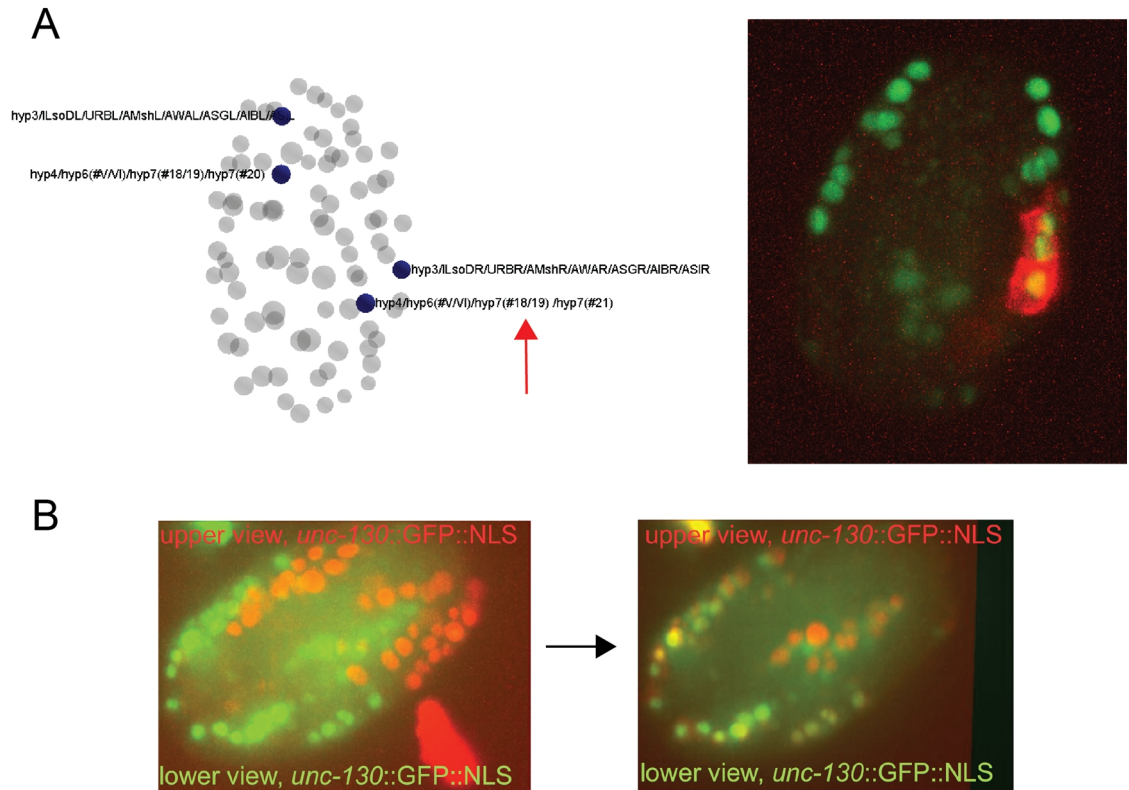 A
hyp3/ILsoDL/URBL/AMshL/AWAL/ASGL/AIBL/
hyp4/hyp6(#V/VI)/hyp7(#18/19)/hyp7(#20)
hyp3/ILsoDR/URBR/AMshR/AWAR/ASGR/AIBR/ASIR
hyp4/hyp6(#V/VI)/hyp7(#18/19) /hyp7(#21)
B
upper view, unc-130::GFP::NLS
lower view, unc-130::GFP::NLS
upper view, unc-130::GFP::NLS
lower view, unc-130::GFP::NLS